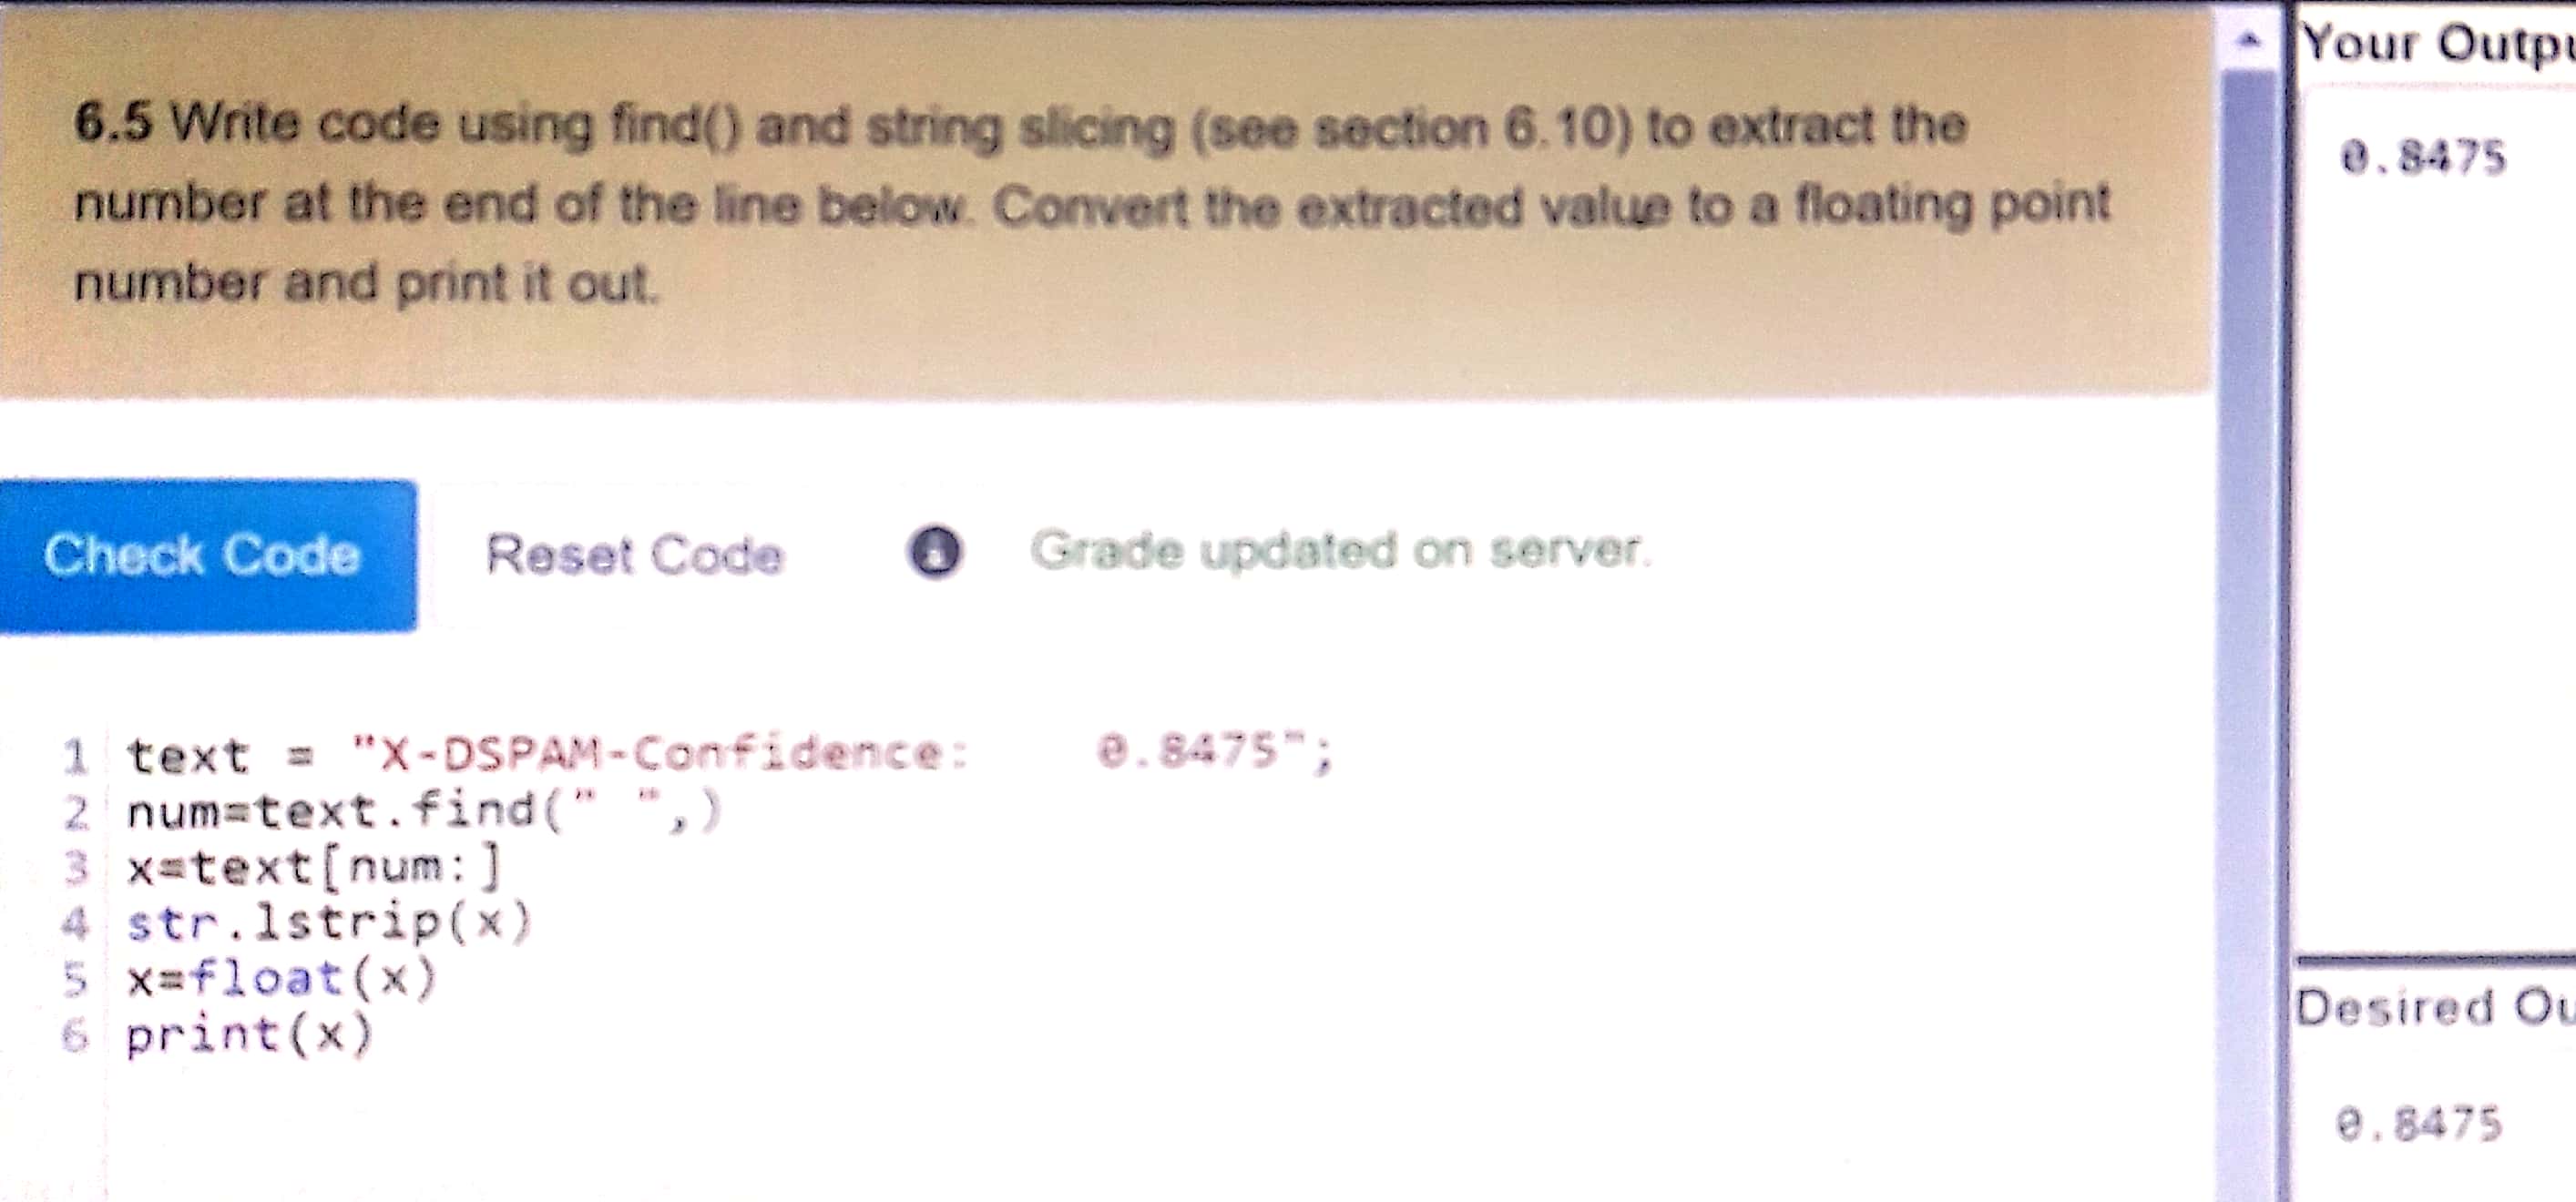 6.5 Write code using find() and string slicing (see section 6.10) to extract the
number at the end of the line below. Convert the extracted value to a floating point
number and print it out.
Check Code Reset Code Grade updated on server.
1 text = "X-DSPAM-Confidence:    0.8475";
2 num=text.find(" ",)
3 x=text[num:]
4 str.lstrip(x)
5 x=float(x)
6 print(x)
Your Outpu
0.8475
Desired Ou
0.8475